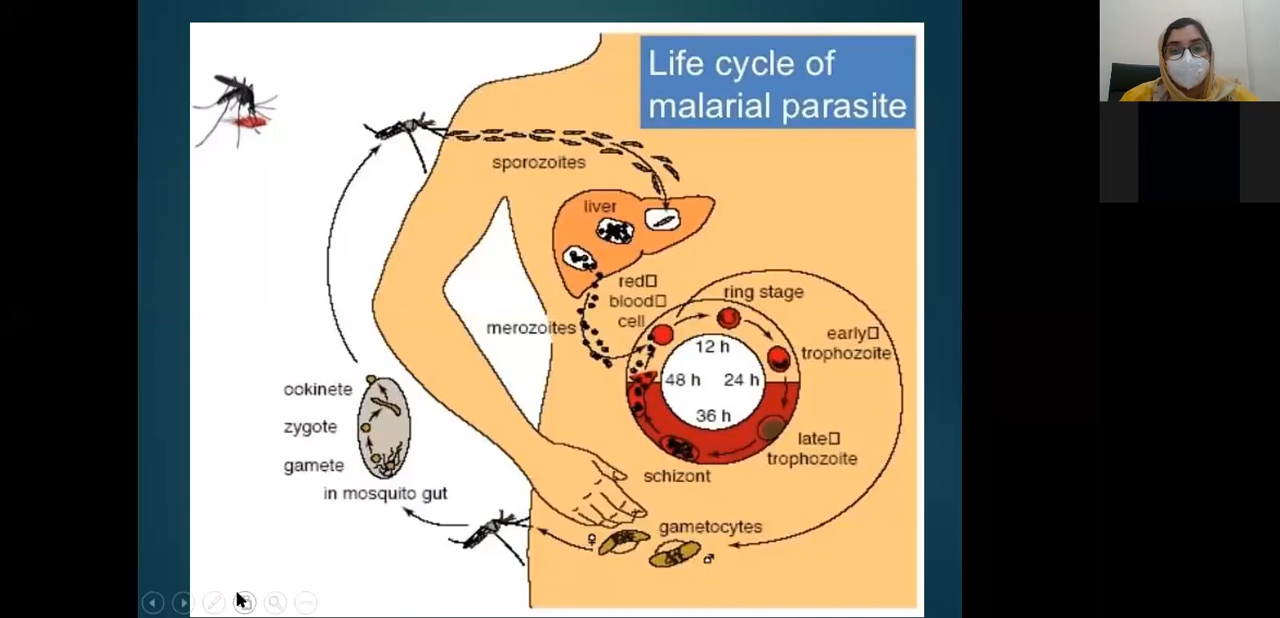 Life cycle of
malarial parasite
sporozoites
liver
red□
blood□
cell
ring stage
merozoites
early□
trophozoite
12 h
48 h
24 h
36 h
ookinete
zygote
gamete
in mosquito gut
late□
trophozoite
schizont
gametocytes
♀
♂